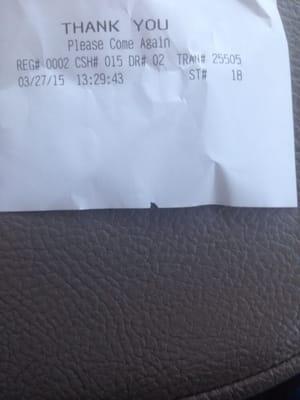 THANK YOU
Please Come Again
REG# 0002 CSH# 015 DR# 02 TRAN# 25505
03/27/15 13:29:43 ST# 18